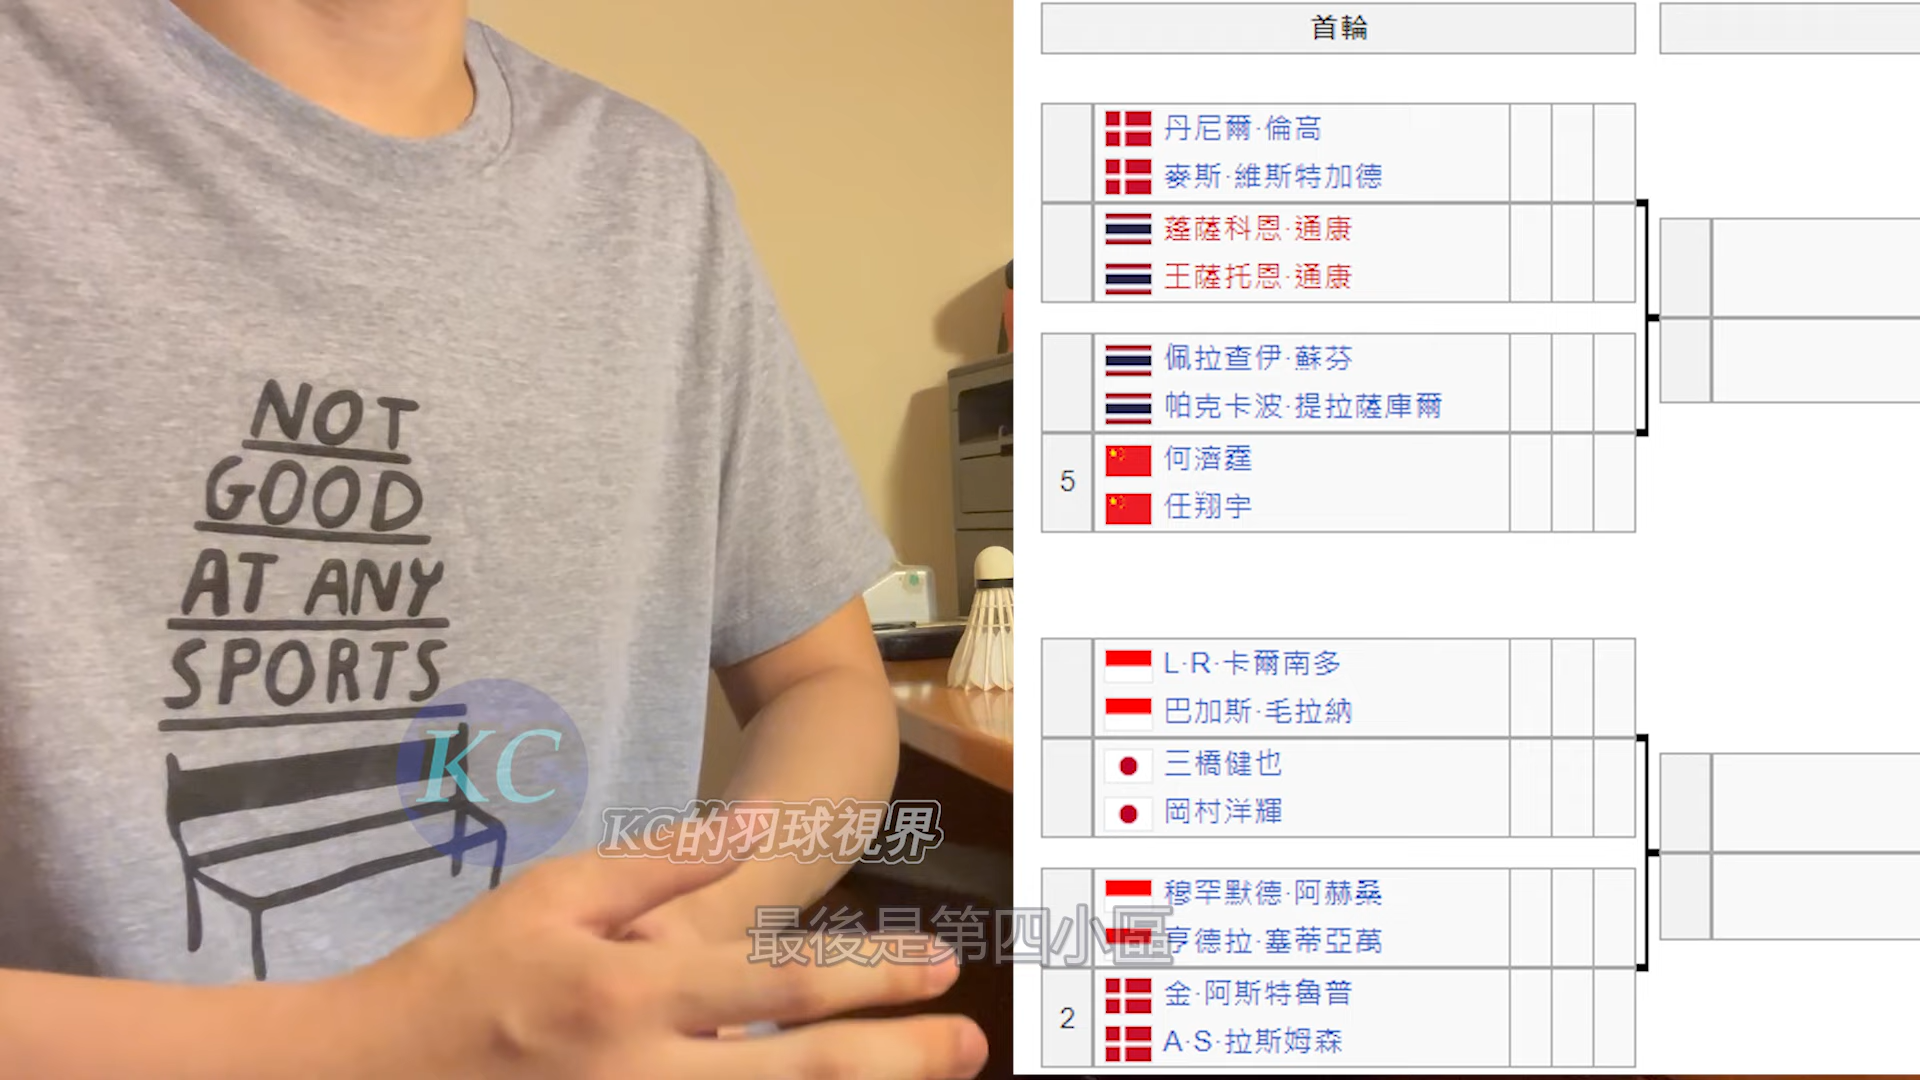 NOT
GOOD
AT ANY
SPORTS
KC
KC的羽球視界
最後是第四小區
首輪
丹尼爾·倫高
麥斯·維斯特加德
蓬薩科恩·通康
王薩托恩·通康
佩拉查伊·蘇芬
帕克卡波·提拉薩庫爾
5
何濟霆
任翔宇
L·R·卡爾南多
巴加斯·毛拉納
三橋健也
岡村洋輝
穆罕默德·阿赫桑
亨德拉·塞蒂亞萬
2
金·阿斯特魯普
A·S·拉斯姆森